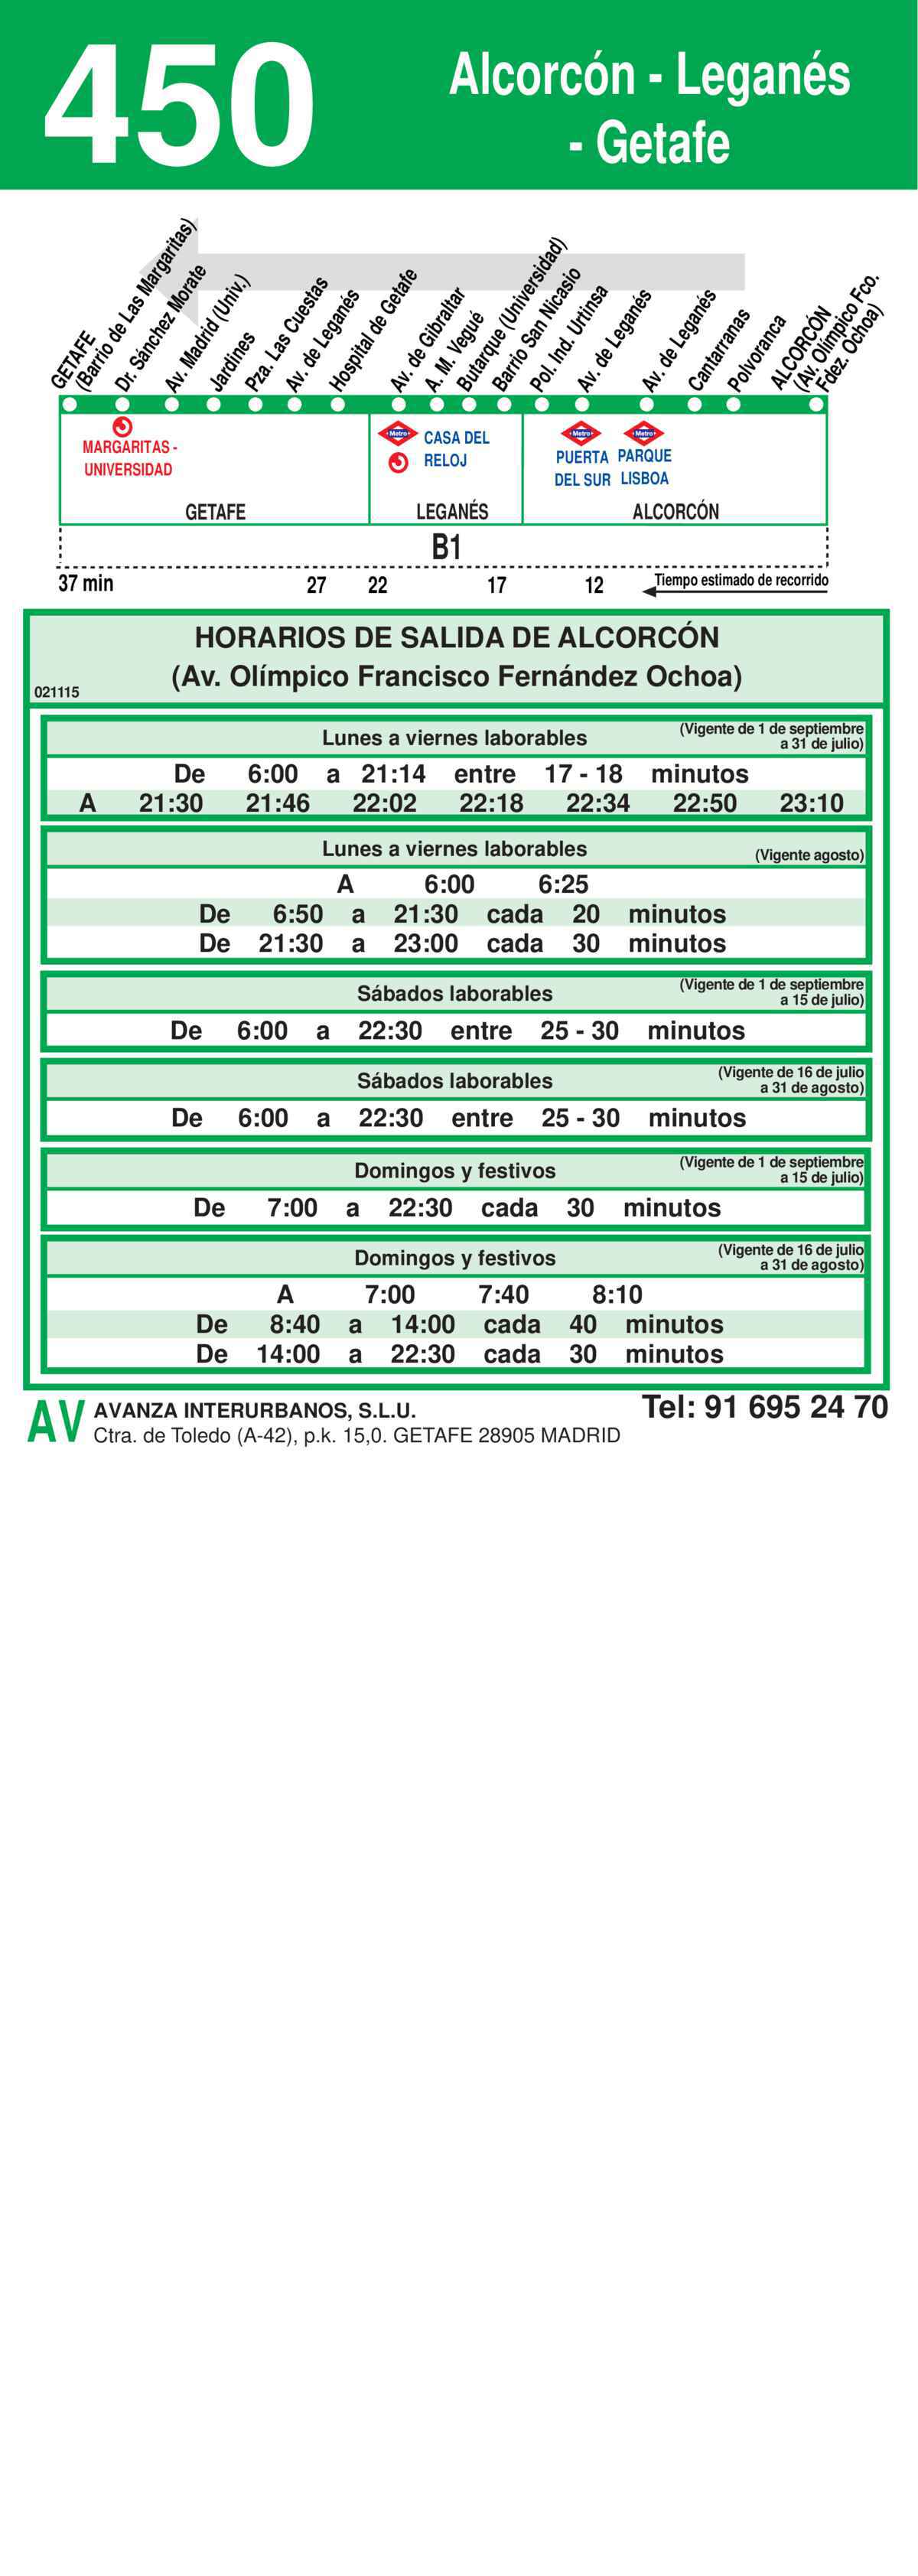 450
Alcorcón - Leganés
- Getafe
GETAFE
(Barrio de Las Margaritas)
Dr. Sánchez Morate
Av. Madrid (Univ.)
Jardines
Pza. Las Cuestas
Av. de Leganés
Hospital de Getafe
Av. de Gibraltar
A. M. Vegué
Butarque (Universidad)
Barrio San Nicasio
Pol. Ind. Urtinsa
Av. de Leganés
Av. de Leganés
Cantarranas
Polvoranca
ALCORCÓN
(Av. Olímpico Fco.
Fdez. Ochoa)
MARGARITAS -
UNIVERSIDAD
Metro
CASA DEL
RELOJ
Metro
Metro
PUERTA
DEL SUR
PARQUE
LISBOA
GETAFE
LEGANÉS
ALCORCÓN
B1
37 min 27 22 17 12 Tiempo estimado de recorrido
HORARIOS DE SALIDA DE ALCORCÓN
(Av. Olímpico Francisco Fernández Ochoa)
021115
Lunes a viernes laborables
(Vigente de 1 de septiembre
a 31 de julio)
De 6:00 a 21:14 entre 17 - 18 minutos
A 21:30 21:46 22:02 22:18 22:34 22:50 23:10
Lunes a viernes laborables
(Vigente agosto)
A 6:00 6:25
De 6:50 a 21:30 cada 20 minutos
De 21:30 a 23:00 cada 30 minutos
Sábados laborables
(Vigente de 1 de septiembre
a 15 de julio)
De 6:00 a 22:30 entre 25 - 30 minutos
Sábados laborables
(Vigente de 16 de julio
a 31 de agosto)
De 6:00 a 22:30 entre 25 - 30 minutos
Domingos y festivos
(Vigente de 1 de septiembre
a 15 de julio)
De 7:00 a 22:30 cada 30 minutos
Domingos y festivos
(Vigente de 16 de julio
a 31 de agosto)
A 7:00 7:40 8:10
De 8:40 a 14:00 cada 40 minutos
De 14:00 a 22:30 cada 30 minutos
AV
AVANZA INTERURBANOS, S.L.U.
Ctra. de Toledo (A-42), p.k. 15,0. GETAFE 28905 MADRID
Tel: 91 695 24 70